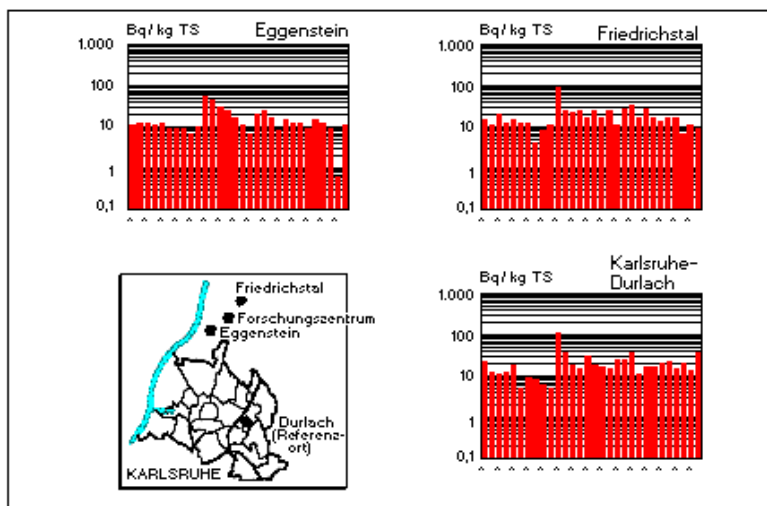 Bq/ kg TS Eggenstein
1.000
100
10
1
0,1
Bq/ kg TS Friedrichstal
1.000
100
10
1
0,1
Friedrichstal
Forschungszentrum
Eggenstein
Durlach
(Referenz-
ort)
KARLSRUHE
Bq/ kg TS Karlsruhe-
Durlach
1.000
100
10
1
0,1